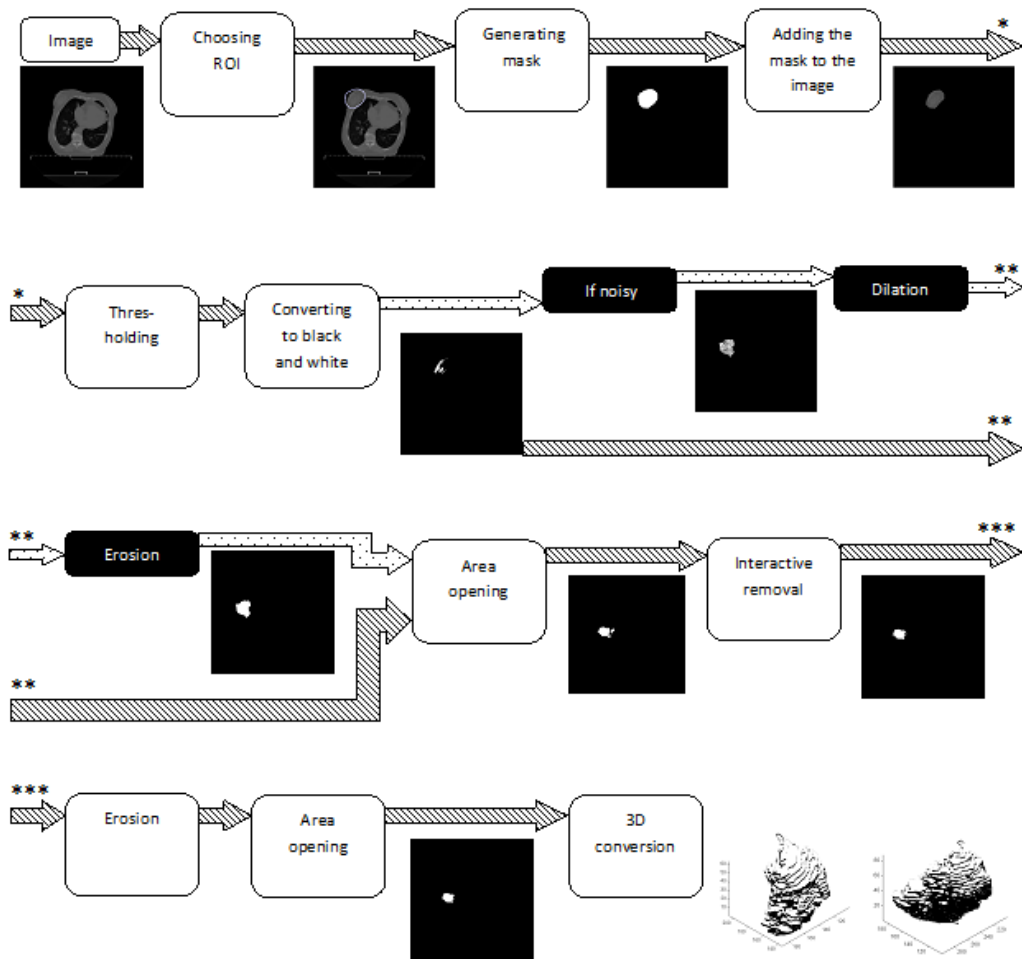 Image
Choosing
ROI
Generating
mask
Adding the
mask to the
image
*
*
Thres-
holding
Converting
to black
and white
If noisy
Dilation
**
**
**
Erosion
Area
opening
Interactive
removal
***
**
***
Erosion
Area
opening
3D
conversion